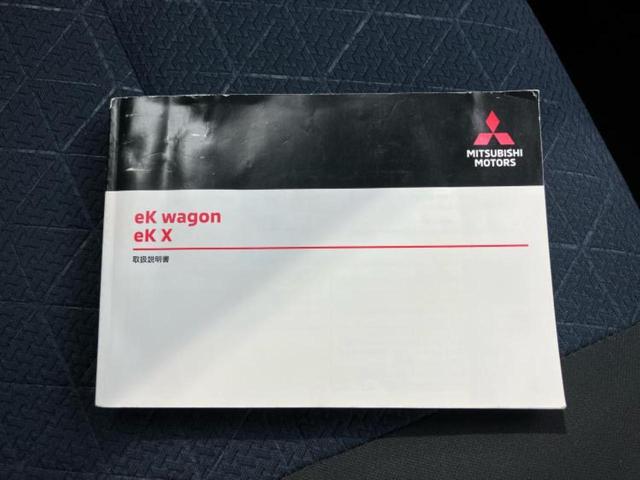 MITSUBISHI
MOTORS
eK wagon
eK X
取扱説明書